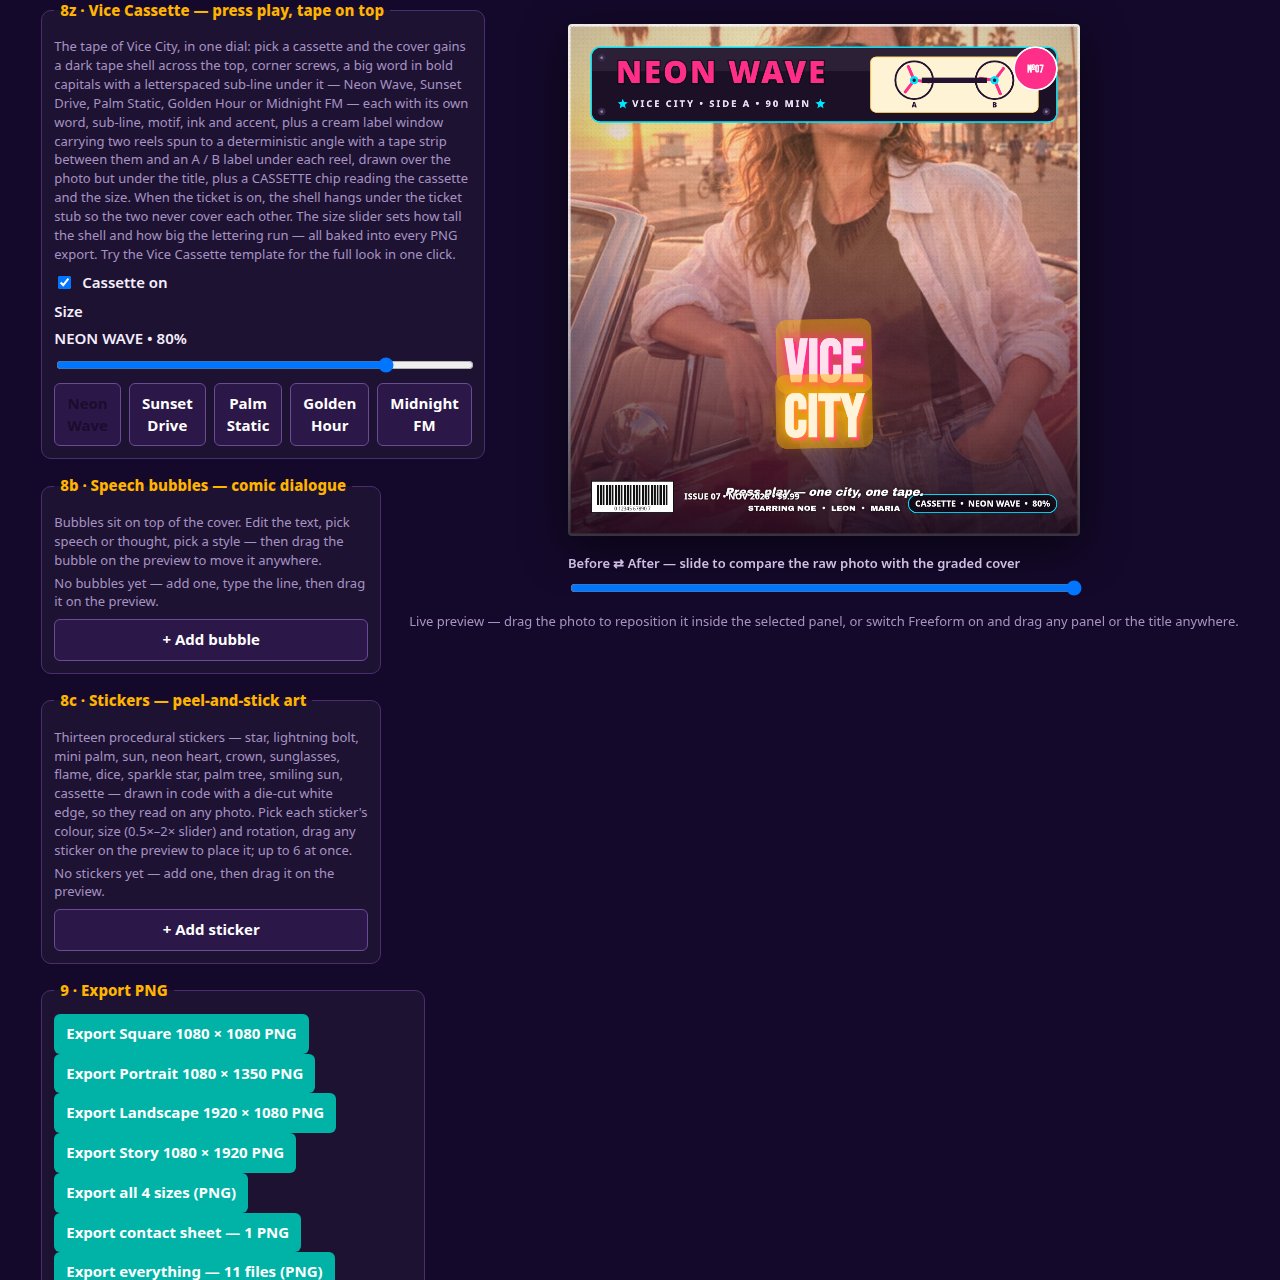 8z · Vice Cassette — press play, tape on top
The tape of Vice City, in one dial: pick a cassette and the cover gains
a dark tape shell across the top, corner screws, a big word in bold
capitals with a letterspaced sub-line under it — Neon Wave, Sunset
Drive, Palm Static, Golden Hour or Midnight FM — each with its own
word, sub-line, motif, ink and accent, plus a cream label window
carrying two reels spun to a deterministic angle with a tape strip
between them and an A / B label under each reel, drawn over the
photo but under the title, plus a CASSETTE chip reading the cassette
and the size. When the ticket is on, the shell hangs under the ticket
stub so the two never cover each other. The size slider sets how tall
the shell and how big the lettering run — all baked into every PNG
export. Try the Vice Cassette template for the full look in one click.
Cassette on
Size
NEON WAVE • 80%
Neon Wave
Sunset Drive
Palm Static
Golden Hour
Midnight FM
8b · Speech bubbles — comic dialogue
Bubbles sit on top of the cover. Edit the text, pick
speech or thought, pick a style — then drag the
bubble on the preview to move it anywhere.
No bubbles yet — add one, type the line, then drag
it on the preview.
+ Add bubble
8c · Stickers — peel-and-stick art
Thirteen procedural stickers — star, lightning bolt,
mini palm, sun, neon heart, crown, sunglasses,
flame, dice, sparkle star, palm tree, smiling sun,
cassette — drawn in code with a die-cut white
edge, so they read on any photo. Pick each sticker's
colour, size (0.5×–2× slider) and rotation, drag any
sticker on the preview to place it; up to 6 at once.
No stickers yet — add one, then drag it on the
preview.
+ Add sticker
9 · Export PNG
Export Square 1080 × 1080 PNG
Export Portrait 1080 × 1350 PNG
Export Landscape 1920 × 1080 PNG
Export Story 1080 × 1920 PNG
Export all 4 sizes (PNG)
Export contact sheet — 1 PNG
Export everything — 11 files (PNG)
NEON WAVE
VICE CITY • SIDE A • 90 MIN
A
B
№07
VICE
CITY
Press play — one city, one tape.
ISSUE 07 • NOV 2026 • $9.99
STARRING NOE • LEON • MARIA
CASSETTE • NEON WAVE • 80%
Before ⇄ After — slide to compare the raw photo with the graded cover
Live preview — drag the photo to reposition it inside the selected panel, or switch Freeform on and drag any panel or the title anywhere.